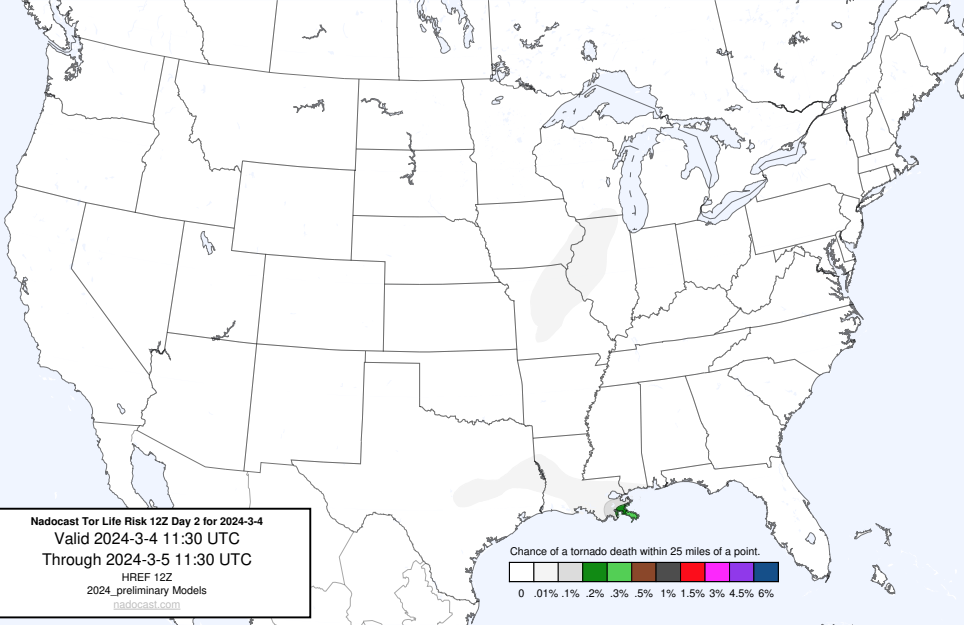 Nadocast Tor Life Risk 12Z Day 2 for 2024-3-4
Valid 2024-3-4 11:30 UTC
Through 2024-3-5 11:30 UTC
HREF 12Z
2024_preliminary Models
nadocast.com
Chance of a tornado death within 25 miles of a point.
0 .01% .1% .2% .3% .5% 1% 1.5% 3% 4.5% 6%